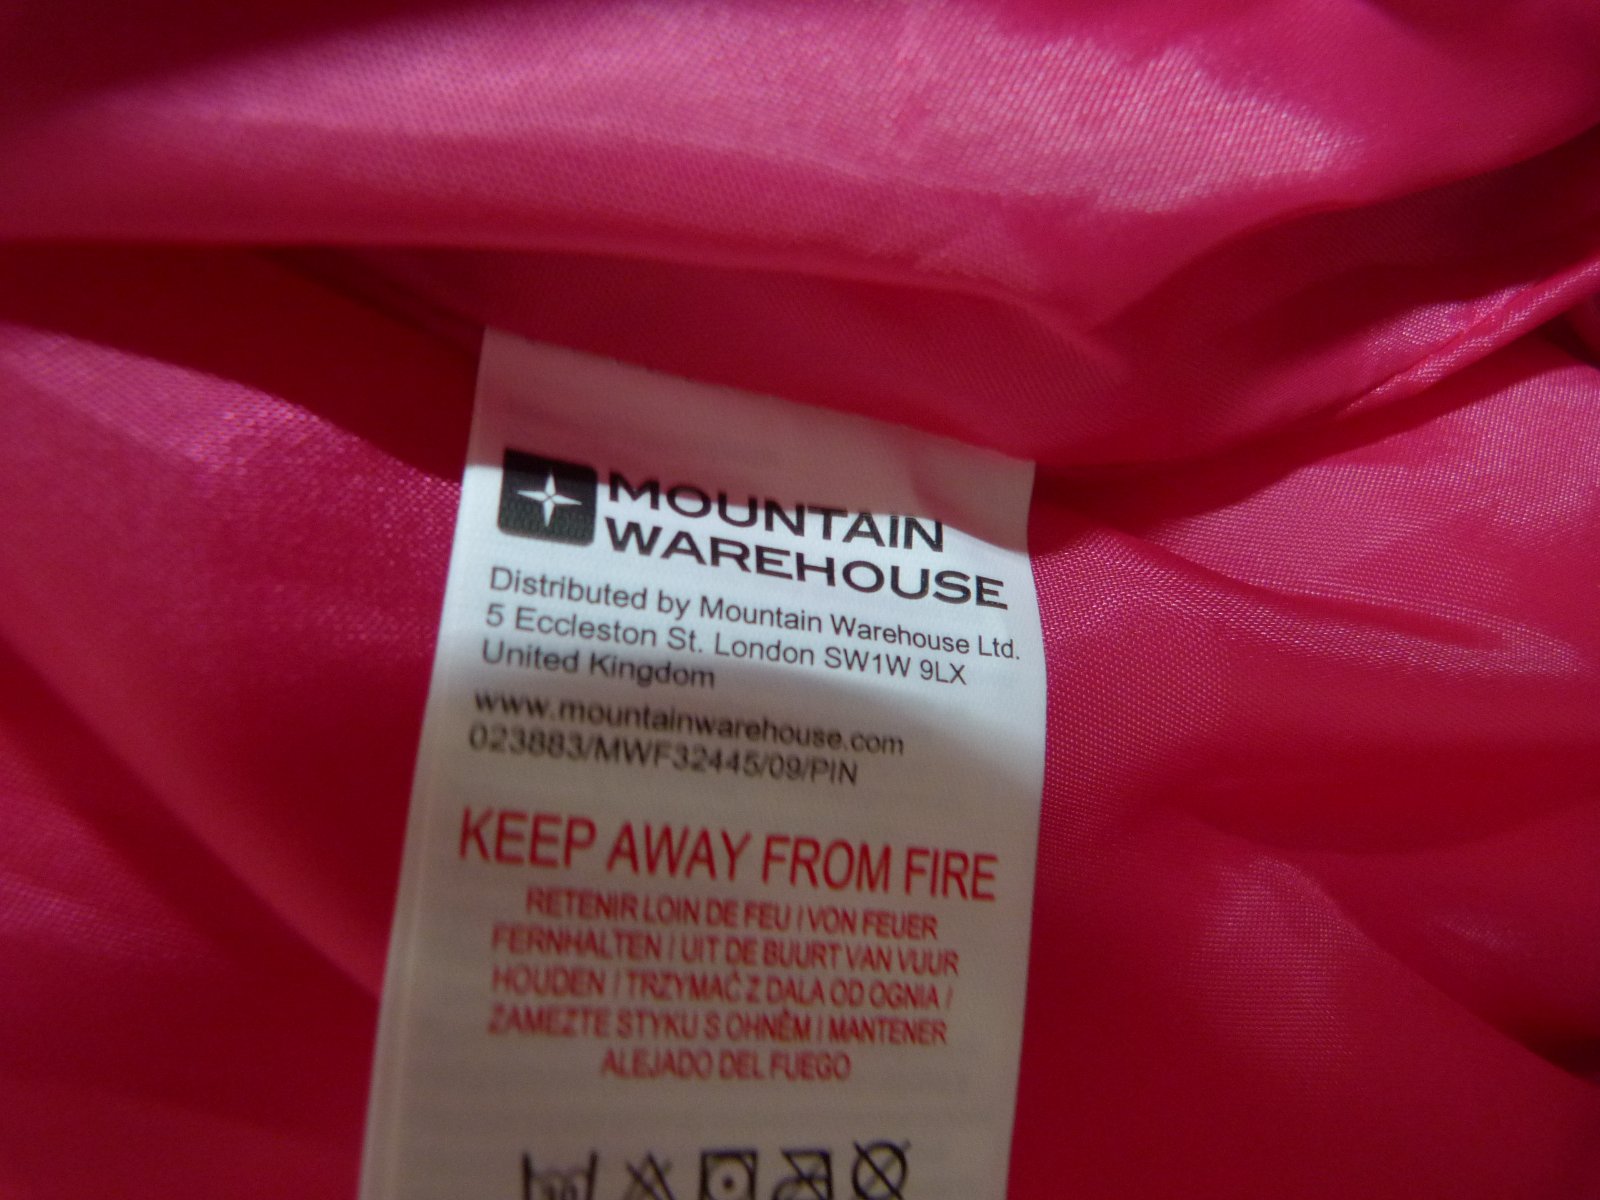 MOUNTAIN
WAREHOUSE
Distributed by Mountain Warehouse Ltd.
5 Eccleston St. London SW1W 9LX
United Kingdom
www.mountainwarehouse.com
023883/MWF32445/09/PIN
KEEP AWAY FROM FIRE
RETENIR LOIN DE FEU / VON FEUER
FERNHALTEN / UIT DE BUURT VAN VUUR
HOUDEN / TRZYMAĆ Z DALA OD OGNIA /
ZAMEZTE STYKU S OHNĚM / MANTENER
ALEJADO DEL FUEGO